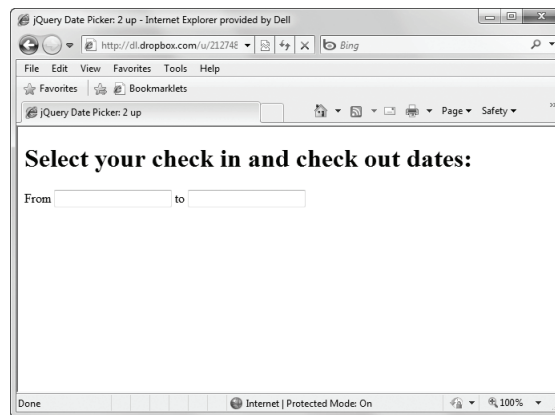 jQuery Date Picker: 2 up - Internet Explorer provided by Dell
http://dl.dropbox.com/u/212748
Bing
File Edit View Favorites Tools Help
Favorites Bookmarklets
jQuery Date Picker: 2 up Page Safety
Select your check in and check out dates:
From to
Done Internet | Protected Mode: On 100%